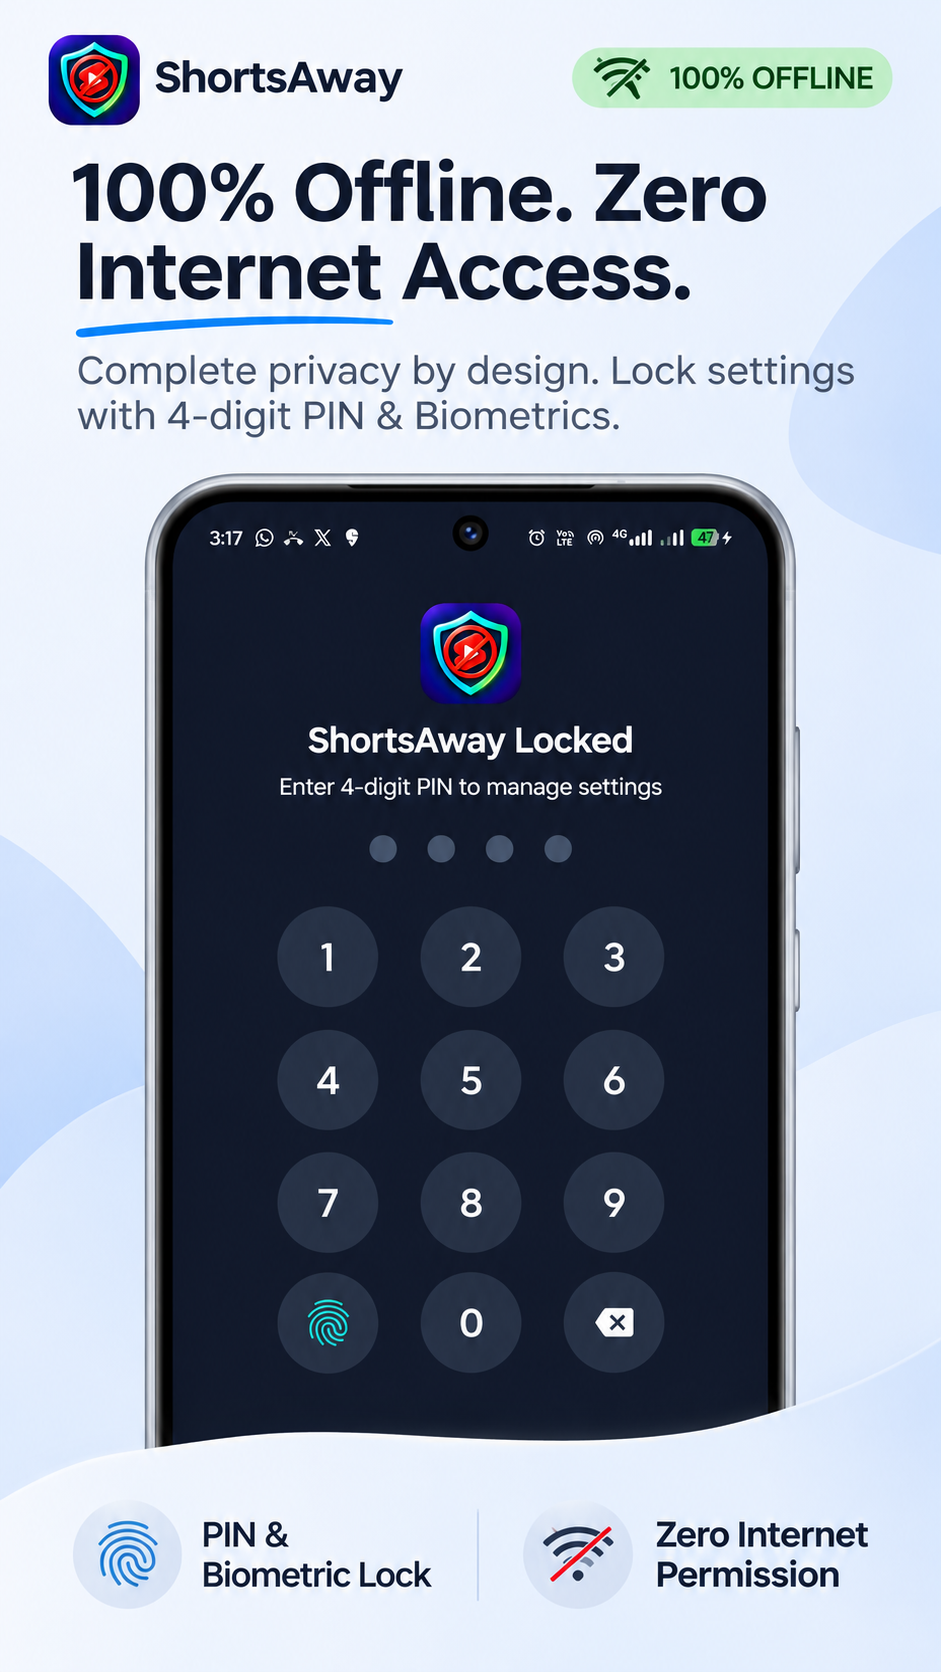 ShortsAway
100% OFFLINE
100% Offline. Zero
Internet Access.
Complete privacy by design. Lock settings
with 4-digit PIN & Biometrics.
3:17
Vo))
LTE
4G
47
ShortsAway Locked
Enter 4-digit PIN to manage settings
1 2 3
4 5 6
7 8 9
0
PIN &
Biometric Lock
Zero Internet
Permission